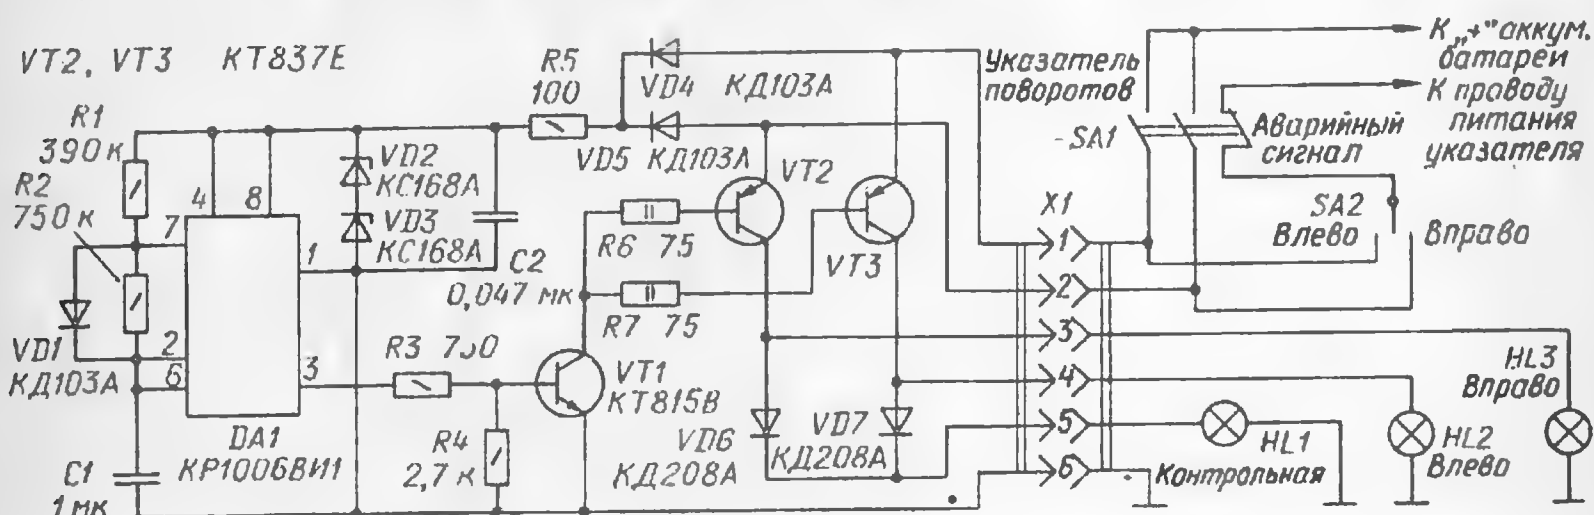 VT2, VT3 КТ837Е
R1
390 к
R2
750 к
VD1
КД103А
C1
1 мк
7
2
6
4
8
1
3
DA1
КР1006ВИ1
VD2
КС168А
VD3
КС168А
C2
0,047 мк
R3
R4
2,7 к
R5
100
VD4 КД103А
VD5 КД103А
VT2
R6 75
R7 75
VT3
VT1
КТ815В
VD6
КД208А
VD7
КД208А
Указатель
поворотов
X1
1
2
3
4
5
6
К „+“ аккум.
батареи
К проводу
питания
указателя
SA1
Аварийный
сигнал
SA2
Влево
Вправо
HL1
Контрольная
HL2
Влево
HL3
Вправо